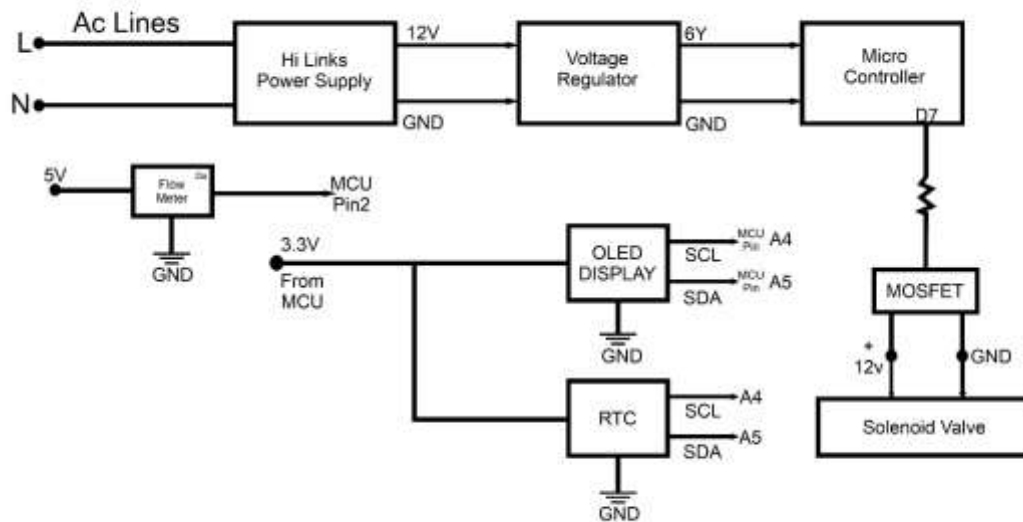 Ac Lines
L
N
Hi Links
Power Supply
12V
GND
Voltage
Regulator
6Y
GND
Micro
Controller
D7
5V
Flow
Meter
MCU
Pin2
GND
3.3V
From
MCU
OLED
DISPLAY
SCL
MCU
Pin
A4
SDA
MCU
Pin
A5
GND
RTC
SCL
A4
SDA
A5
GND
MOSFET
+
12v
GND
Solenoid Valve